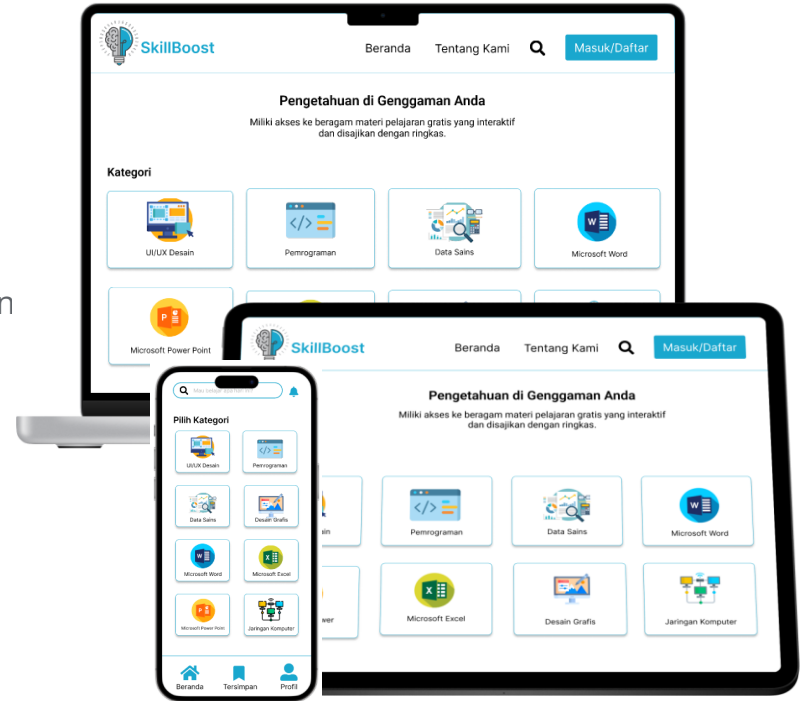 SkillBoost
Beranda
Tentang Kami
Masuk/Daftar
Pengetahuan di Genggaman Anda
Miliki akses ke beragam materi pelajaran gratis yang interaktif
dan disajikan dengan ringkas.
Kategori
UI/UX Desain
Pemrograman
Data Sains
Microsoft Word
Microsoft Power Point
n
SkillBoost
Beranda
Tentang Kami
Masuk/Daftar
Pengetahuan di Genggaman Anda
Miliki akses ke beragam materi pelajaran gratis yang interaktif
dan disajikan dengan ringkas.
ain
Pemrograman
Data Sains
Microsoft Word
wer
Microsoft Excel
Desain Grafis
Jaringan Komputer
Mau belajar
Pilih Kategori
UI/UX Desain
Pemrograman
Data Sains
Desain Grafis
Microsoft Word
Microsoft Excel
Microsoft Power Point
Jaringan Komputer
Beranda
Tersimpan
Profil